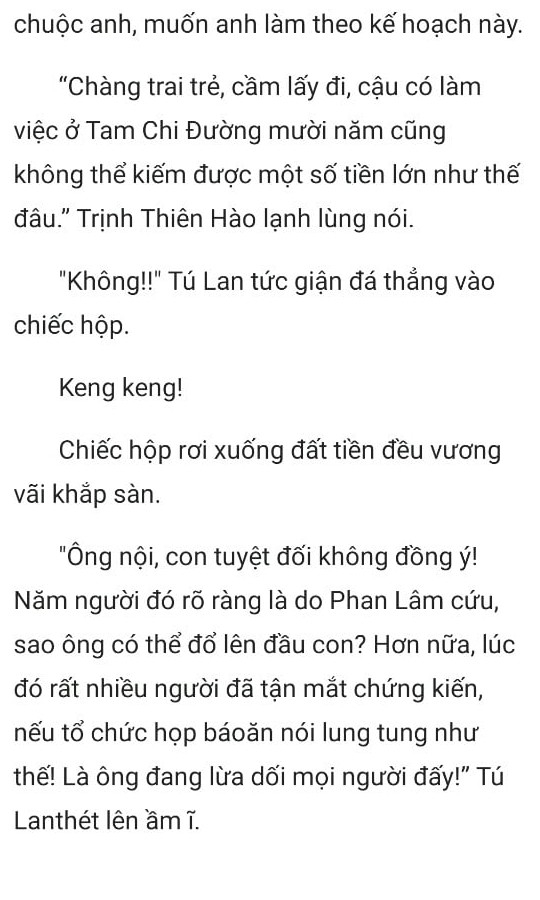 chuộc anh, muốn anh làm theo kế hoạch này.
“Chàng trai trẻ, cầm lấy đi, cậu có làm
việc ở Tam Chi Đường mười năm cũng
không thể kiếm được một số tiền lớn như thế
đâu.” Trịnh Thiên Hào lạnh lùng nói.
"Không!!" Tú Lan tức giận đá thẳng vào
chiếc hộp.
Keng keng!
Chiếc hộp rơi xuống đất tiền đều vương
vãi khắp sàn.
"Ông nội, con tuyệt đối không đồng ý!
Năm người đó rõ ràng là do Phan Lâm cứu,
sao ông có thể đổ lên đầu con? Hơn nữa, lúc
đó rất nhiều người đã tận mắt chứng kiến,
nếu tổ chức họp báoăn nói lung tung như
thế! Là ông đang lừa dối mọi người đấy!” Tú
Lanthét lên ầm ĩ.